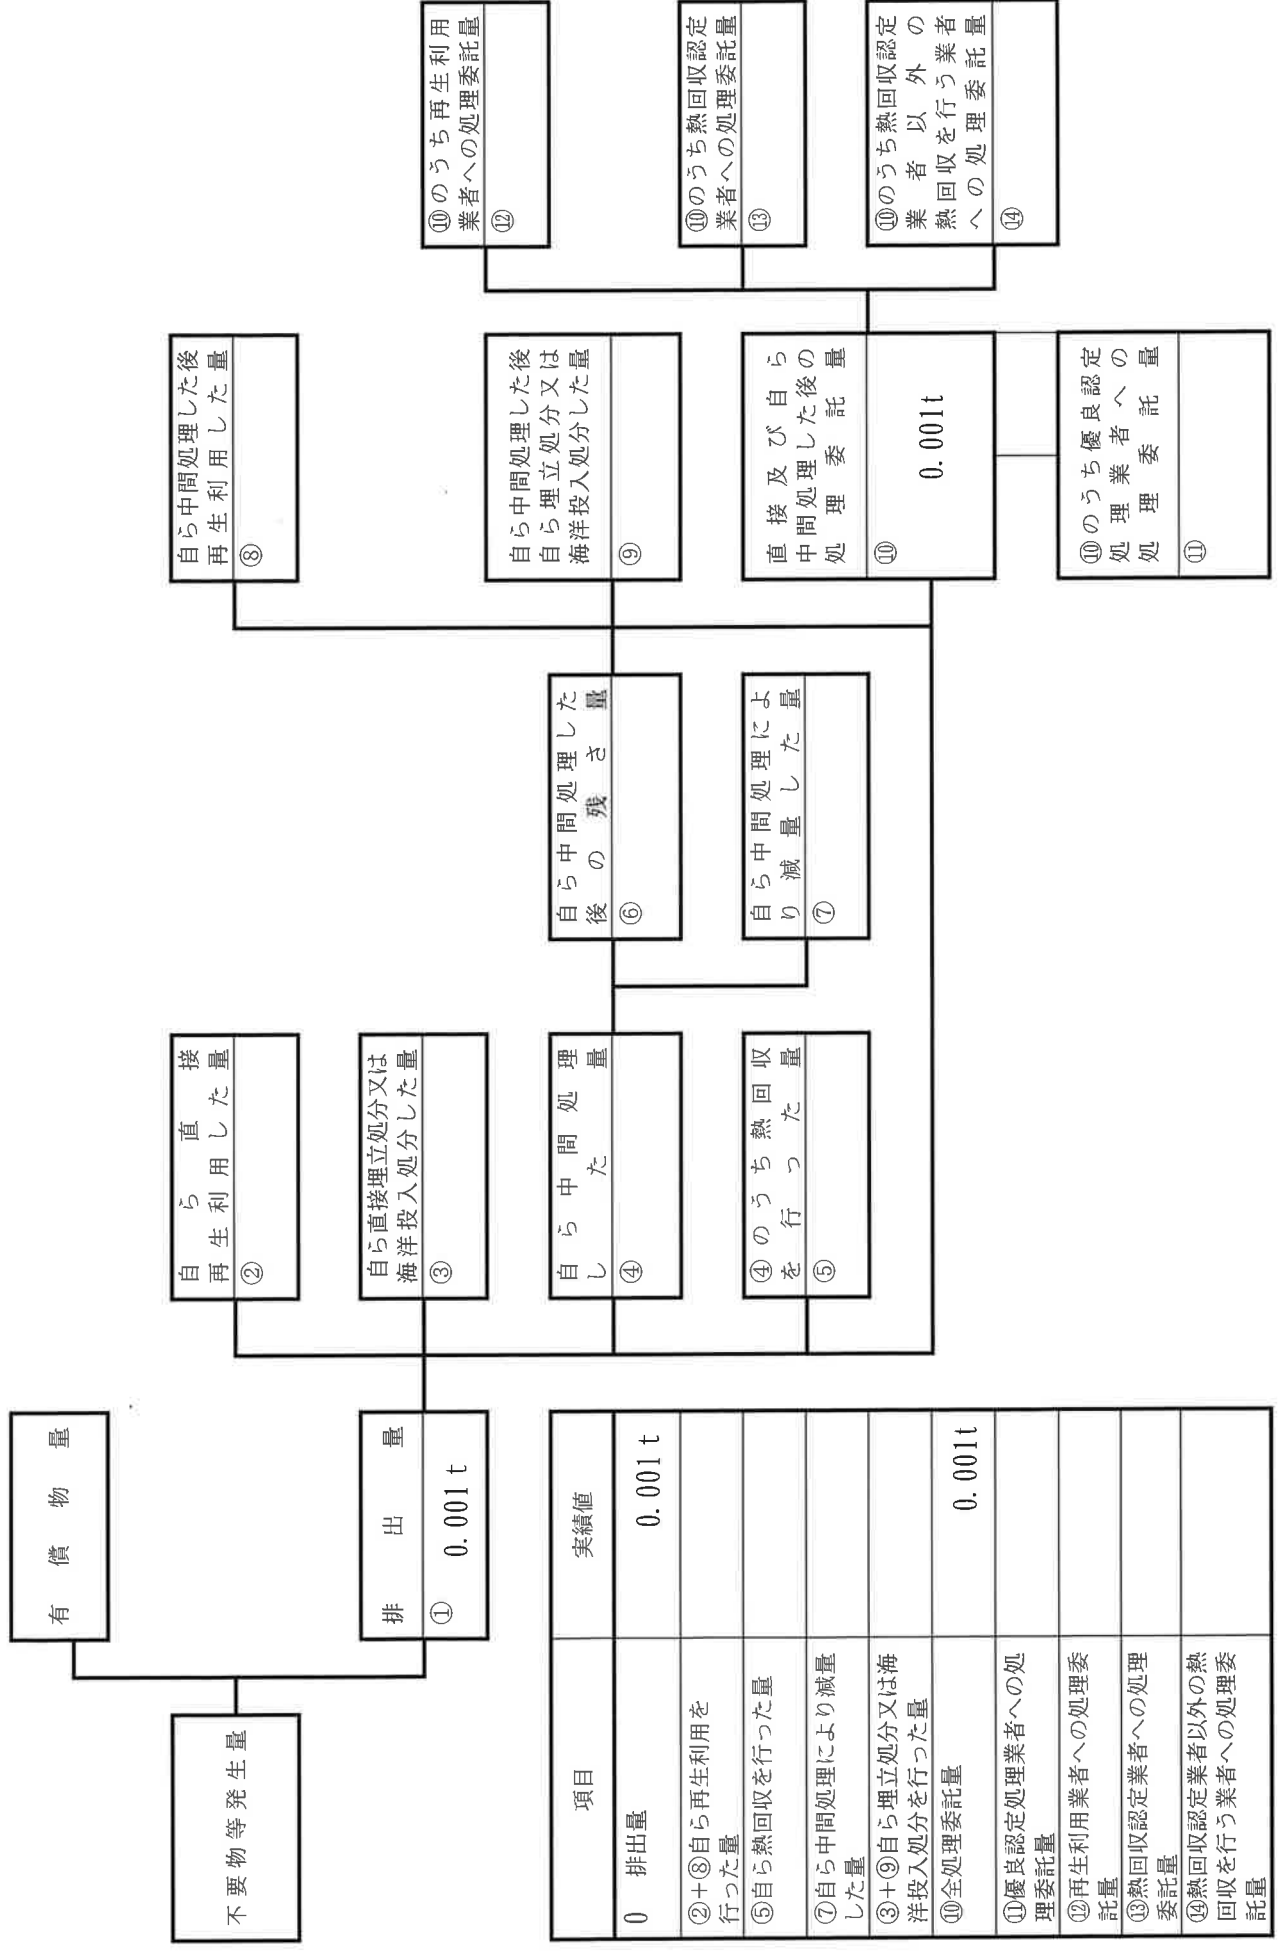 不要物等発生量
有償物量
排出量
① 0.001t
自ら直接
再生利用した量
②
自ら直接埋立処分又は
海洋投入処分した量
③
自ら中間処理
した量
④
④のうち熱回収
を行った量
⑤
自ら中間処理した
後の残さ量
⑥
自ら中間処理によ
り減量した量
⑦
自ら中間処理した後
再生利用した量
⑧
自ら中間処理した後
自ら埋立処分又は
海洋投入処分した量
⑨
直接及び自ら
中間処理した後の
処理委託量
⑩ 0.001t
⑩のうち優良認定
処理業者への
処理委託量
⑪
⑩のうち再生利用
業者への処理委託量
⑫
⑩のうち熱回収認定
業者への処理委託量
⑬
⑩のうち熱回収認定
業者以外の
熱回収を行う業者
への処理委託量
⑭
項目 実績値
0 排出量 0.001t
②+⑧自ら再生利用を
行った量
⑤自ら熱回収を行った量
⑦自ら中間処理により減量
した量
③+⑨自ら埋立処分又は海
洋投入処分を行った量
⑩全処理委託量 0.001t
⑪優良認定処理業者への処
理委託量
⑫再生利用業者への処理委
託量
⑬熱回収認定業者への処理
委託量
⑭熱回収認定業者以外の熱
回収を行う業者への処理委
託量